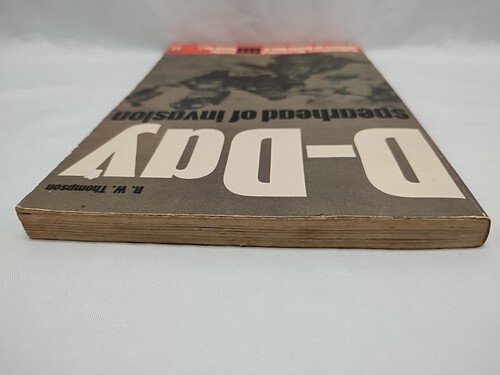 R. W. Thompson
D-Day
spearhead of Invasion